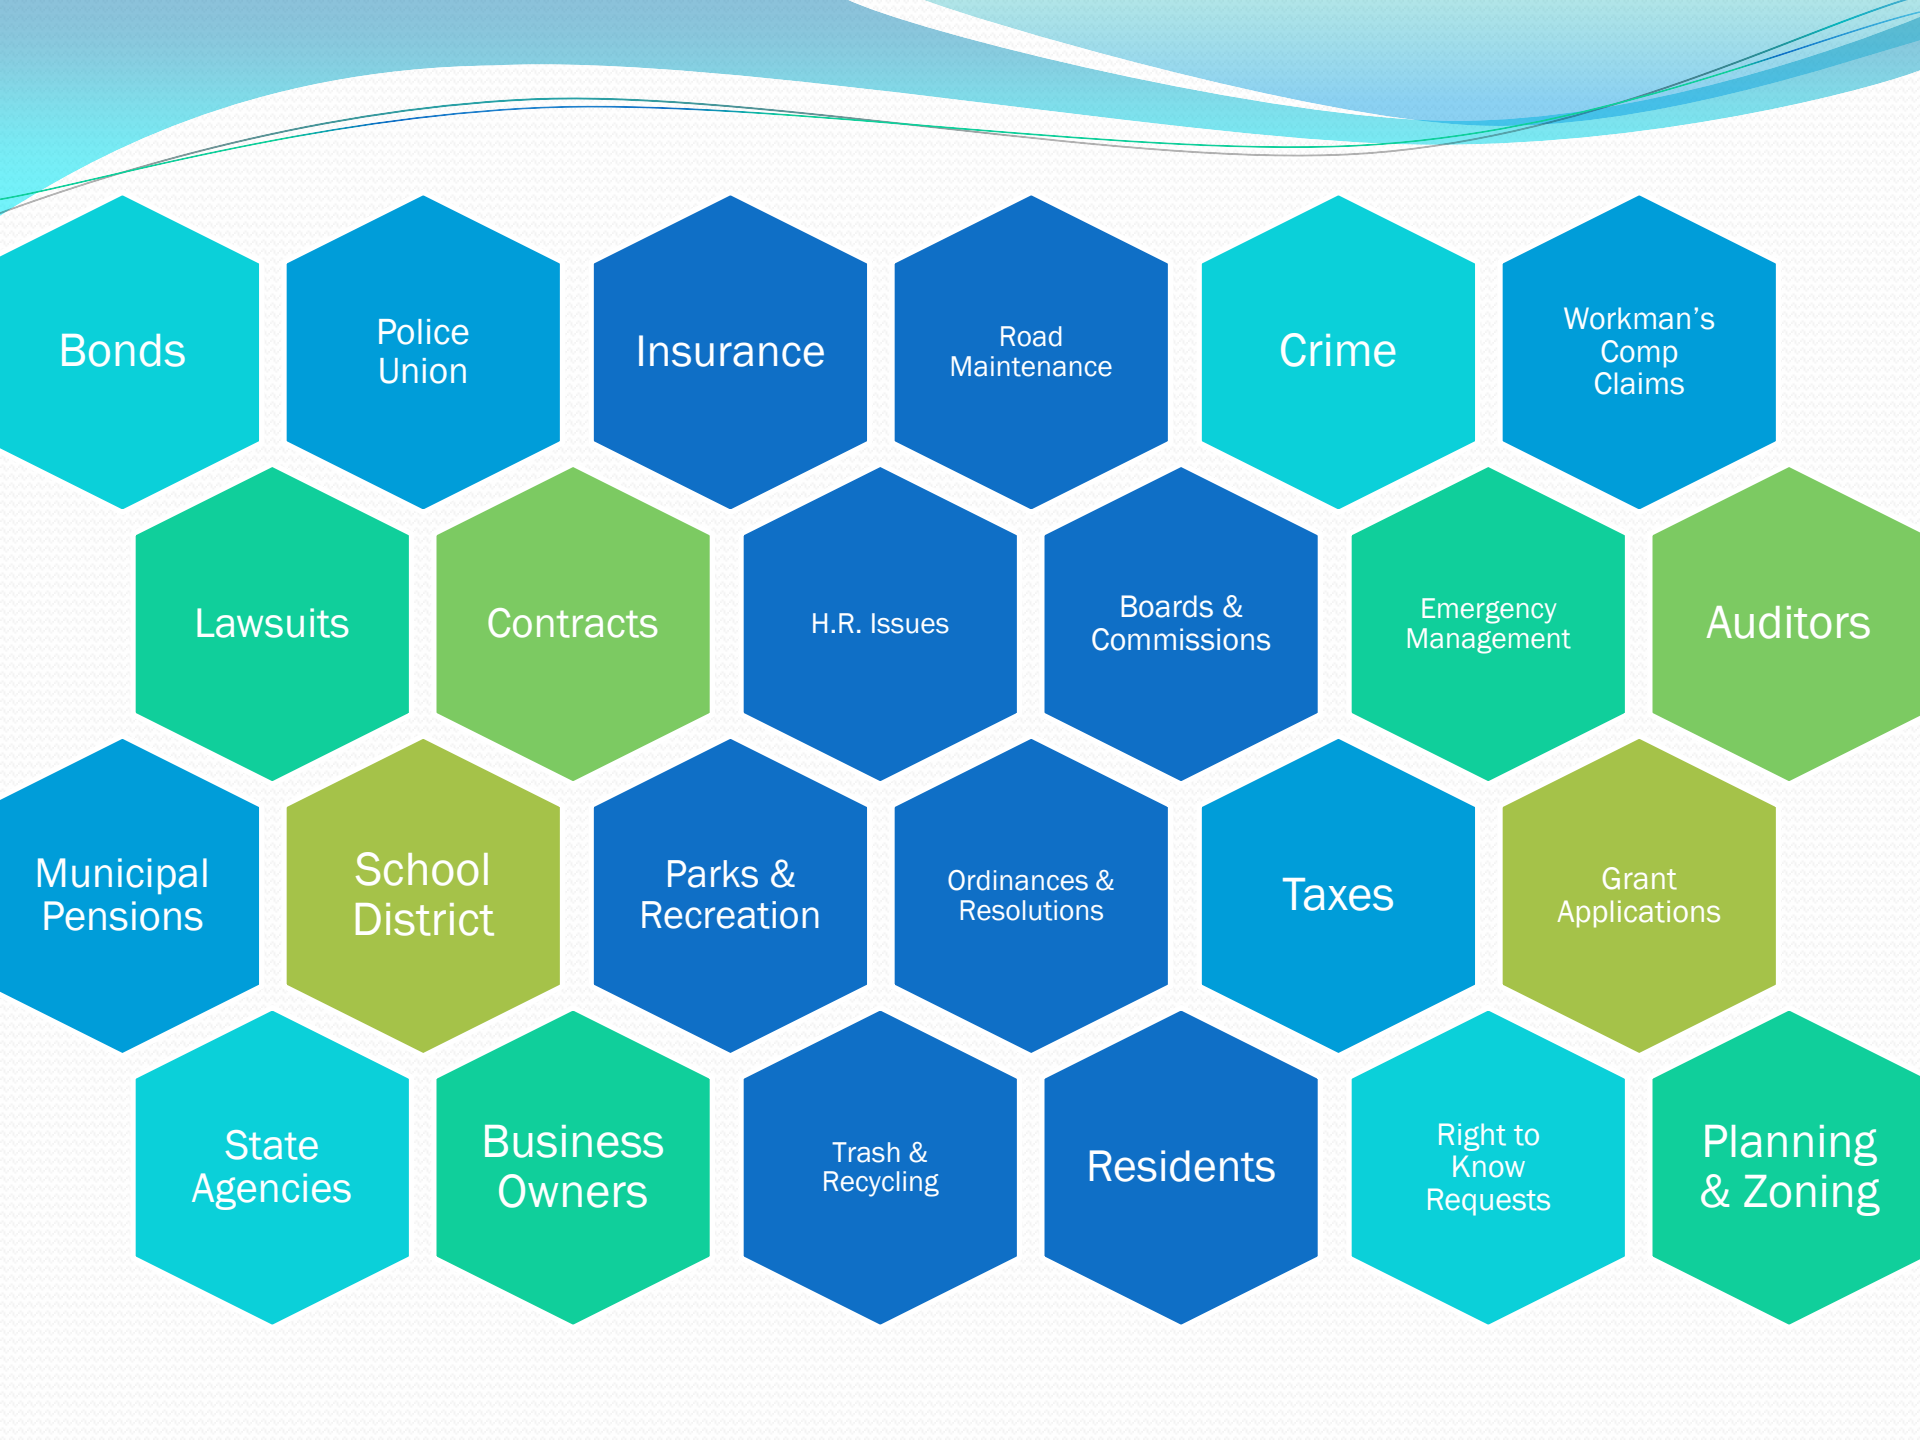 Bonds
Police
Union
Insurance
Road
Maintenance
Crime
Workman’s
Comp
Claims
Lawsuits
Contracts
H.R. Issues
Boards &
Commissions
Emergency
Management
Auditors
Municipal
Pensions
School
District
Parks &
Recreation
Ordinances &
Resolutions
Taxes
Grant
Applications
State
Agencies
Business
Owners
Trash &
Recycling
Residents
Right to
Know
Requests
Planning
& Zoning